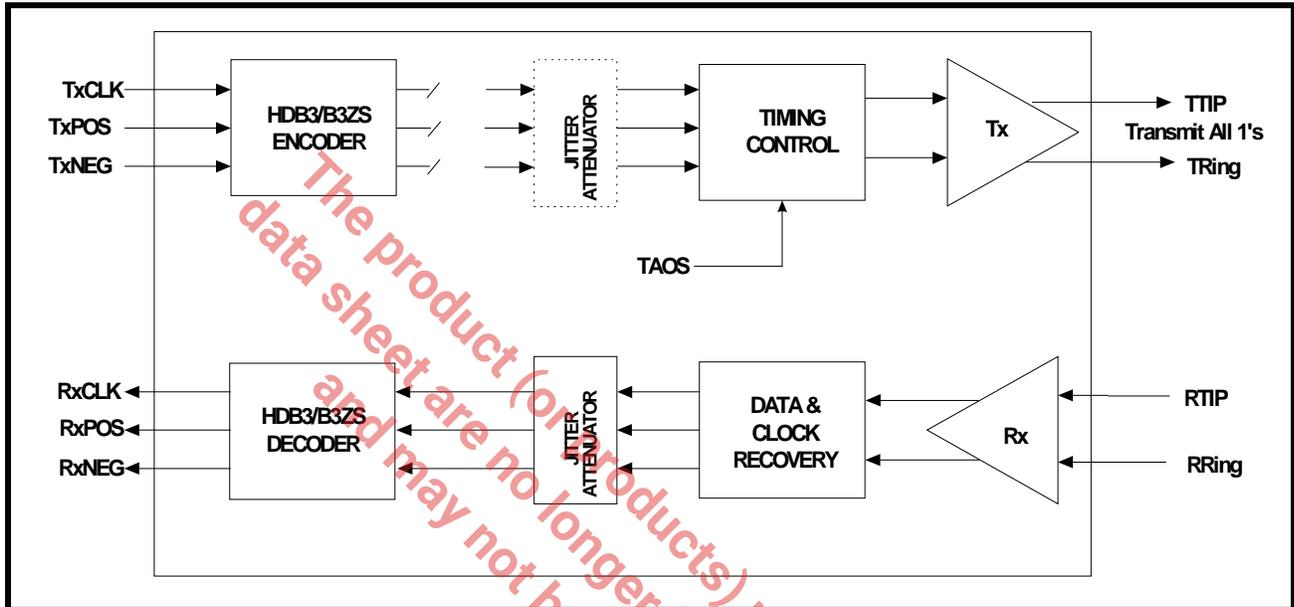 TxCLK
TxPOS
TxNEG
HDB3/B3ZS
ENCODER
JITTER
ATTENUATOR
TIMING
CONTROL
Tx
TTIP
Transmit All 1's
TRing
TAOS
RxCLK
RxPOS
RxNEG
HDB3/B3ZS
DECODER
JITTER
ATTENUATOR
DATA &
CLOCK
RECOVERY
Rx
RTIP
RRing
The product (or products)
data sheet are no longer
and may not